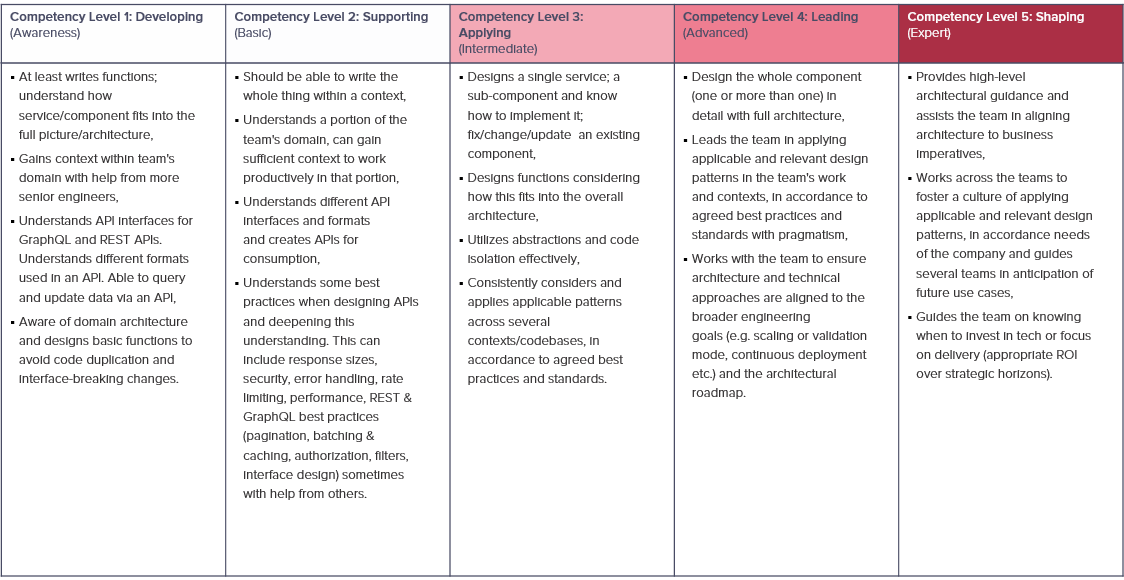 Competency Level 1: Developing
(Awareness)
▪ At least writes functions;
understand how
service/component fits into the
full picture/architecture,
▪ Gains context within team's
domain with help from more
senior engineers,
▪ Understands API interfaces for
GraphQL and REST APIs.
Understands different formats
used in an API. Able to query
and update data via an API,
▪ Aware of domain architecture
and designs basic functions to
avoid code duplication and
interface-breaking changes.
Competency Level 2: Supporting
(Basic)
▪ Should be able to write the
whole thing within a context,
▪ Understands a portion of the
team's domain, can gain
sufficient context to work
productively in that portion,
▪ Understands different API
interfaces and formats
and creates APIs for
consumption,
▪ Understands some best
practices when designing APIs
and deepening this
understanding. This can
include response sizes,
security, error handling, rate
limiting, performance, REST &
GraphQL best practices
(pagination, batching &
caching, authorization, filters,
interface design) sometimes
with help from others.
Competency Level 3:
Applying
(Intermediate)
▪ Designs a single service; a
sub-component and know
how to implement it;
fix/change/update an existing
component,
▪ Designs functions considering
how this fits into the overall
architecture,
▪ Utilizes abstractions and code
isolation effectively,
▪ Consistently considers and
applies applicable patterns
across several
contexts/codebases, in
accordance to agreed best
practices and standards.
Competency Level 4: Leading
(Advanced)
▪ Design the whole component
(one or more than one) in
detail with full architecture,
▪ Leads the team in applying
applicable and relevant design
patterns in the team's work
and contexts, in accordance to
agreed best practices and
standards with pragmatism,
▪ Works with the team to ensure
architecture and technical
approaches are aligned to the
broader engineering
goals (e.g. scaling or validation
mode, continuous deployment
etc.) and the architectural
roadmap.
Competency Level 5: Shaping
(Expert)
▪ Provides high-level
architectural guidance and
assists the team in aligning
architecture to business
imperatives,
▪ Works across the teams to
foster a culture of applying
applicable and relevant design
patterns, in accordance needs
of the company and guides
several teams in anticipation of
future use cases,
▪ Guides the team on knowing
when to invest in tech or focus
on delivery (appropriate ROI
over strategic horizons).